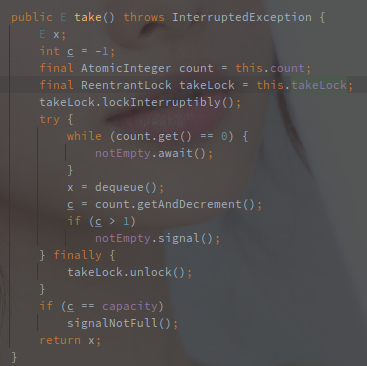 public E take() throws InterruptedException {
    E x;
    int c = -1;
    final AtomicInteger count = this.count;
    final ReentrantLock takeLock = this.takeLock;
    takeLock.lockInterruptibly();
    try {
        while (count.get() == 0) {
            notEmpty.await();
        }
        x = dequeue();
        c = count.getAndDecrement();
        if (c > 1)
            notEmpty.signal();
    } finally {
        takeLock.unlock();
    }
    if (c == capacity)
        signalNotFull();
    return x;
}